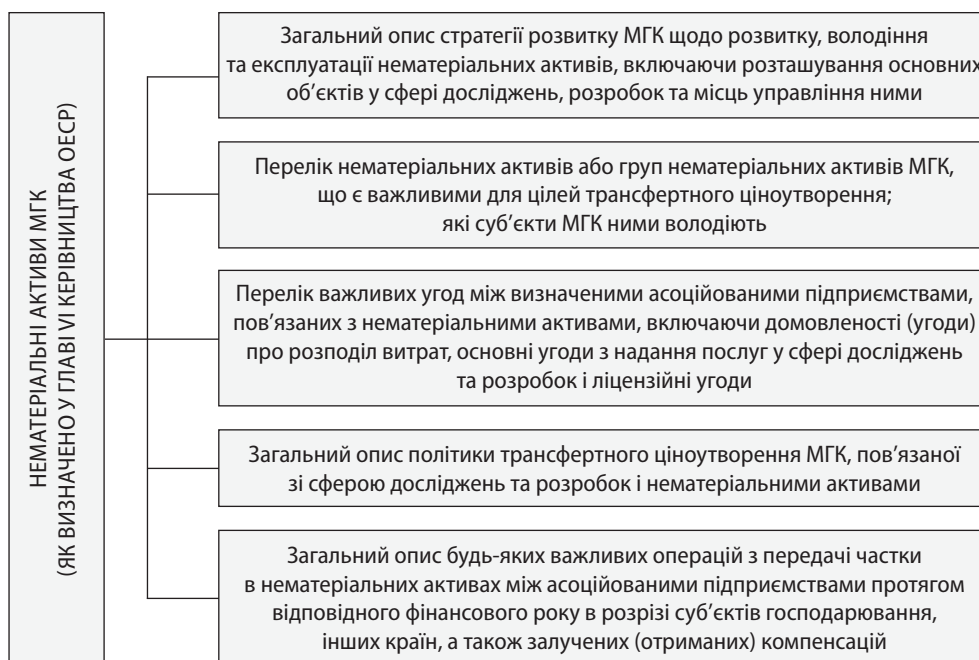 НЕМАТЕРІАЛЬНІ АКТИВИ МГК
(ЯК ВИЗНАЧЕНО У ГЛАВІ VI КЕРІВНИЦТВА ОЕСР)
Загальний опис стратегії розвитку МГК щодо розвитку, володіння
та експлуатації нематеріальних активів, включаючи розташування основних
об’єктів у сфері досліджень, розробок та місць управління ними
Перелік нематеріальних активів або груп нематеріальних активів МГК,
що є важливими для цілей трансфертного ціноутворення;
які суб’єкти МГК ними володіють
Перелік важливих угод між визначеними асоційованими підприємствами,
пов’язаних з нематеріальними активами, включаючи домовленості (угоди)
про розподіл витрат, основні угоди з надання послуг у сфері досліджень
та розробок і ліцензійні угоди
Загальний опис політики трансфертного ціноутворення МГК, пов’язаної
зі сферою досліджень та розробок і нематеріальними активами
Загальний опис будь-яких важливих операцій з передачі частки
в нематеріальних активах між асоційованими підприємствами протягом
відповідного фінансового року в розрізі суб’єктів господарювання,
інших країн, а також залучених (отриманих) компенсацій